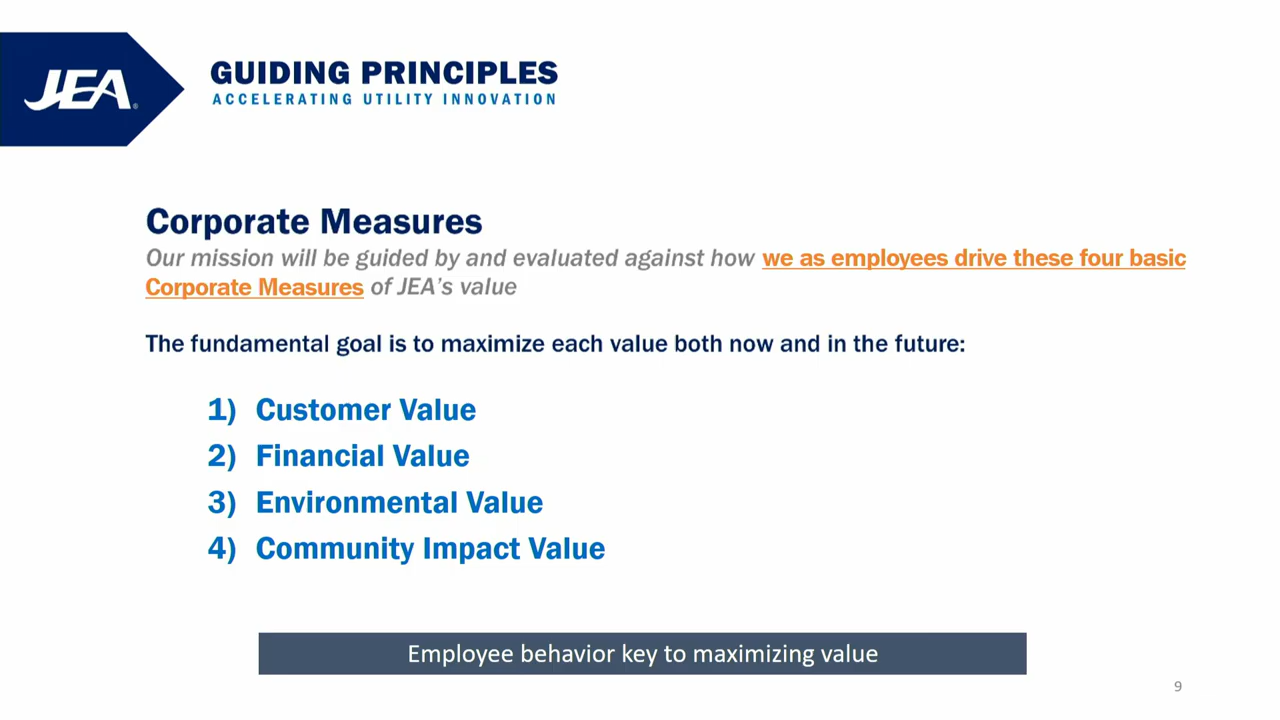 JEA®
GUIDING PRINCIPLES
ACCELERATING UTILITY INNOVATION
Corporate Measures
Our mission will be guided by and evaluated against how we as employees drive these four basic
Corporate Measures of JEA’s value
The fundamental goal is to maximize each value both now and in the future:
1) Customer Value
2) Financial Value
3) Environmental Value
4) Community Impact Value
Employee behavior key to maximizing value
9